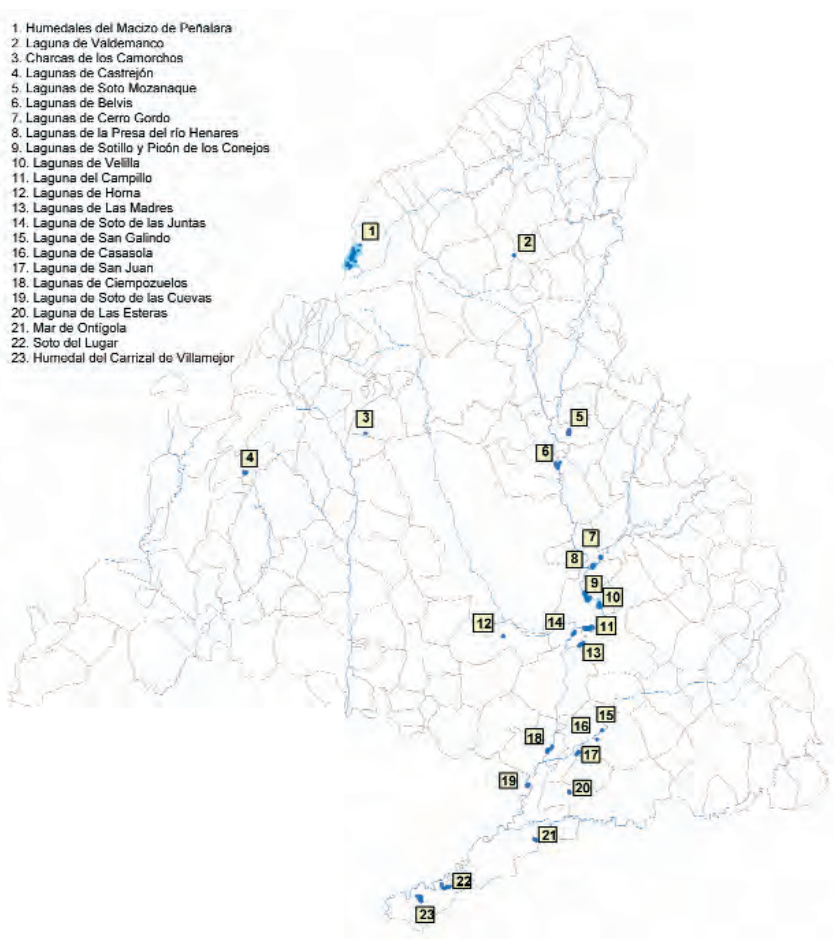 1. Humedales del Macizo de Peñalara
2. Laguna de Valdemanco
3. Charcas de los Camorchos
4. Lagunas de Castrejón
5. Lagunas de Soto Mozanaque
6. Lagunas de Belvis
7. Lagunas de Cerro Gordo
8. Lagunas de la Presa del río Henares
9. Lagunas de Sotillo y Picón de los Conejos
10. Lagunas de Velilla
11. Laguna del Campillo
12. Lagunas de Horna
13. Lagunas de Las Madres
14. Laguna de Soto de las Juntas
15. Laguna de San Galindo
16. Laguna de Casasola
17. Laguna de San Juan
18. Lagunas de Ciempozuelos
19. Laguna de Soto de las Cuevas
20. Laguna de Las Esteras
21. Mar de Ontígola
22. Soto del Lugar
23. Humedal del Carrizal de Villamejor
1
2
3
5
4
6
7
8
9
10
14
11
12
13
15
16
18
17
19
20
21
22
23